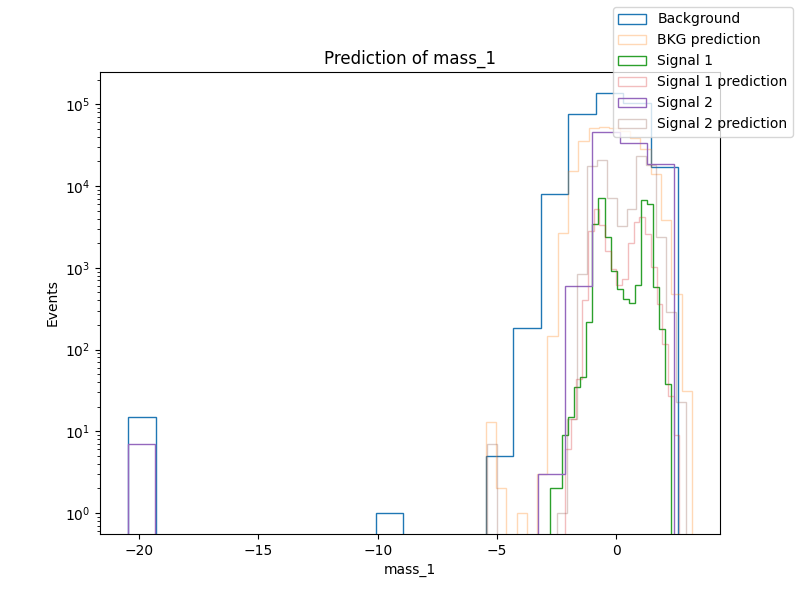 Prediction of mass_1
Background
BKG prediction
Signal 1
Signal 1 prediction
Signal 2
Signal 2 prediction
Events
10^5
10^4
10^3
10^2
10^1
10^0
−20
−15
−10
−5
0
mass_1